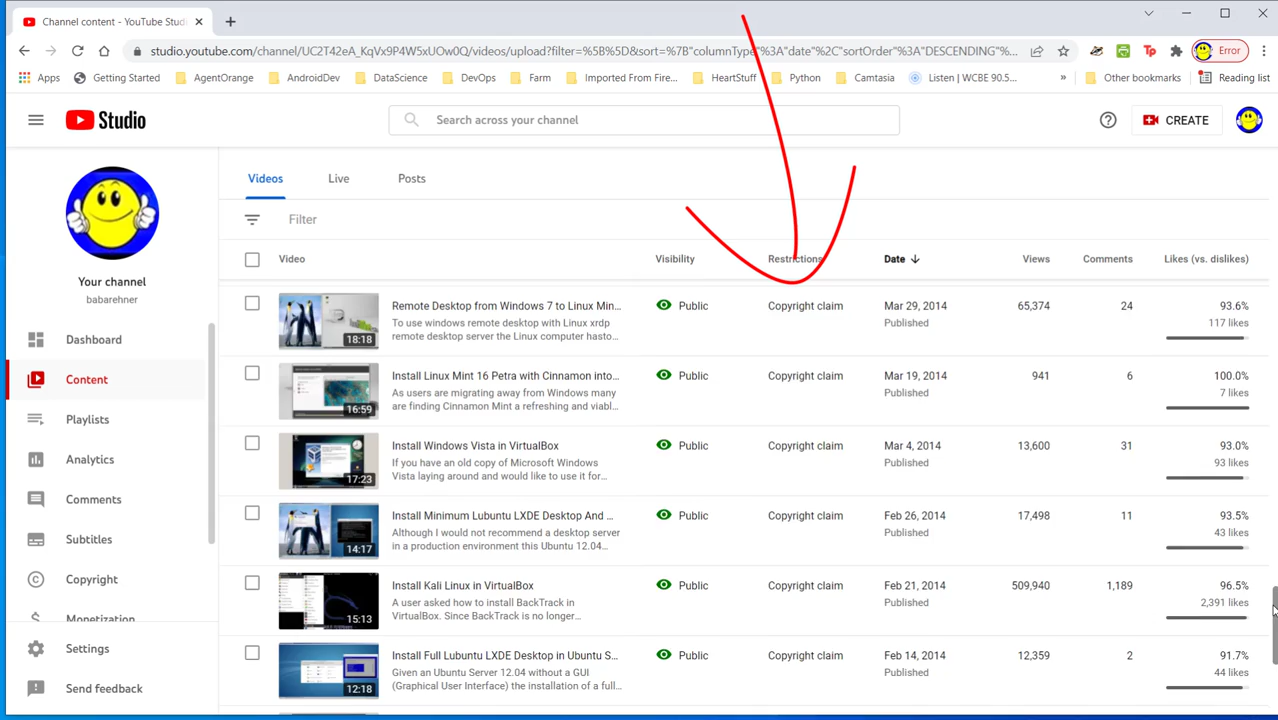 Channel content - YouTube Studi
studio.youtube.com/channel/UC2T42eA_KqVx9P4W5xUOw0Q/videos/upload?filter=%5B%5D&sort=%7B"columnType"%3A"date"%2C"sortOrder"%3A"DESCENDING"%...
Error
Apps Getting Started AgentOrange AndroidDev DataScience DevOps Farm Imported From Fire... HeartStuff Python Camtasia Listen | WCBE 90.5... » Other bookmarks Reading list
Studio
Search across your channel
CREATE
Videos Live Posts
Filter
Video Visibility Restrictions Date Views Comments Likes (vs. dislikes)
Your channel
babarehner
Dashboard
Content
Playlists
Analytics
Comments
Subtitles
Copyright
Monetization
Settings
Send feedback
Remote Desktop from Windows 7 to Linux Min... Public Copyright claim Mar 29, 2014 65,374 24 93.6%
To use windows remote desktop with Linux xrdp Published 117 likes
remote desktop server the Linux computer hasto...
18:18
Install Linux Mint 16 Petra with Cinnamon into... Public Copyright claim Mar 19, 2014 941 6 100.0%
As users are migrating away from Windows many Published 7 likes
are finding Cinnamon Mint a refreshing and viabl...
16:59
Install Windows Vista in VirtualBox Public Copyright claim Mar 4, 2014 13,600 31 93.0%
If you have an old copy of Microsoft Windows Published 93 likes
Vista laying around and would like to use it for...
17:23
Install Minimum Lubuntu LXDE Desktop And ... Public Copyright claim Feb 26, 2014 17,498 11 93.5%
Although I would not recommend a desktop server Published 43 likes
in a production environment this Ubuntu 12.04...
14:17
Install Kali Linux in VirtualBox Public Copyright claim Feb 21, 2014 509,940 1,189 96.5%
A user asked how to install BackTrack in Published 2,391 likes
VirtualBox. Since BackTrack is no longer...
15:13
Install Full Lubuntu LXDE Desktop in Ubuntu S... Public Copyright claim Feb 14, 2014 12,359 2 91.7%
Given an Ubuntu Server 12.04 without a GUI Published 44 likes
(Graphical User Interface) the installation of a full...
12:18